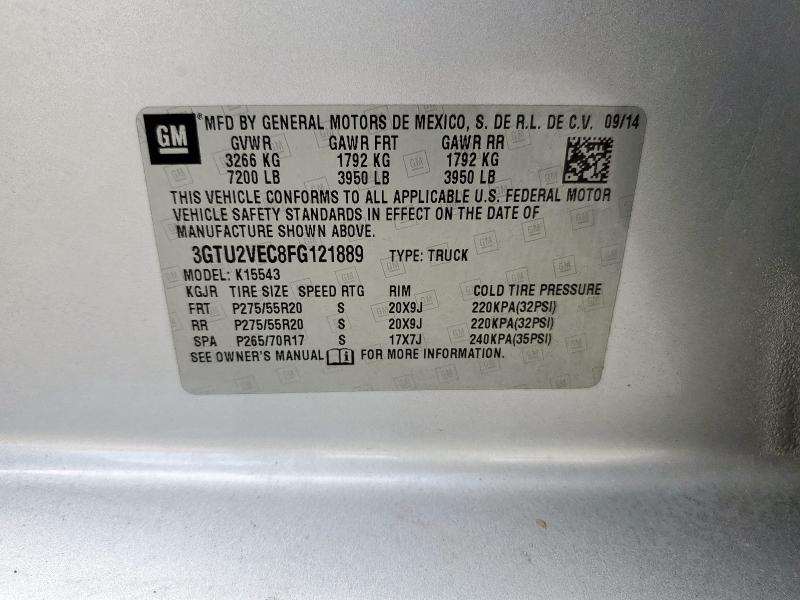 GM ® MFD BY GENERAL MOTORS DE MEXICO, S. DE R.L. DE C.V. 09/14
GVWR GAWR FRT GAWR RR
3266 KG 1792 KG 1792 KG
7200 LB 3950 LB 3950 LB
THIS VEHICLE CONFORMS TO ALL APPLICABLE U.S. FEDERAL MOTOR
VEHICLE SAFETY STANDARDS IN EFFECT ON THE DATE OF
MANUFACTURE SHOWN ABOVE.
3GTU2VEC8FG121889 TYPE: TRUCK
MODEL: K15543
KGJR TIRE SIZE SPEED RTG RIM COLD TIRE PRESSURE
FRT P275/55R20 S 20X9J 220KPA(32PSI)
RR P275/55R20 S 20X9J 220KPA(32PSI)
SPA P265/70R17 S 17X7J 240KPA(35PSI)
SEE OWNER'S MANUAL FOR MORE INFORMATION.